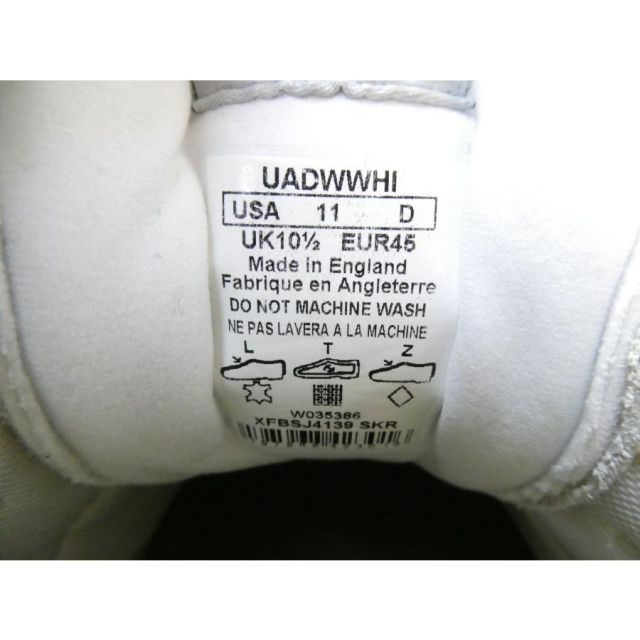 UADWWHI
USA 11 D
UK10½ EUR45
Made in England
Fabrique en Angleterre
DO NOT MACHINE WASH
NE PAS LAVERA A LA MACHINE
L T Z
W035386
XFBSJ4139 SKR